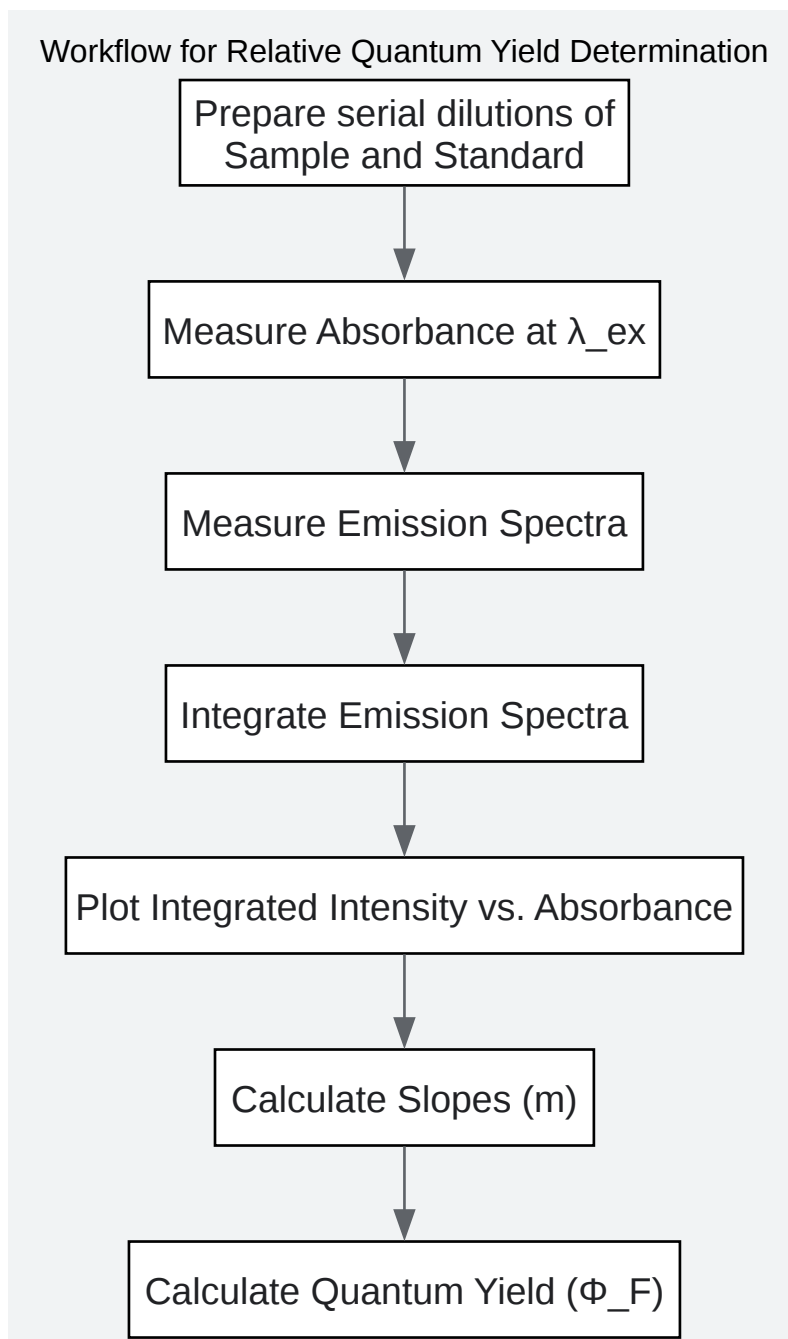 Workflow for Relative Quantum Yield Determination
Prepare serial dilutions of
Sample and Standard
Measure Absorbance at λ_ex
Measure Emission Spectra
Integrate Emission Spectra
Plot Integrated Intensity vs. Absorbance
Calculate Slopes (m)
Calculate Quantum Yield (Φ_F)